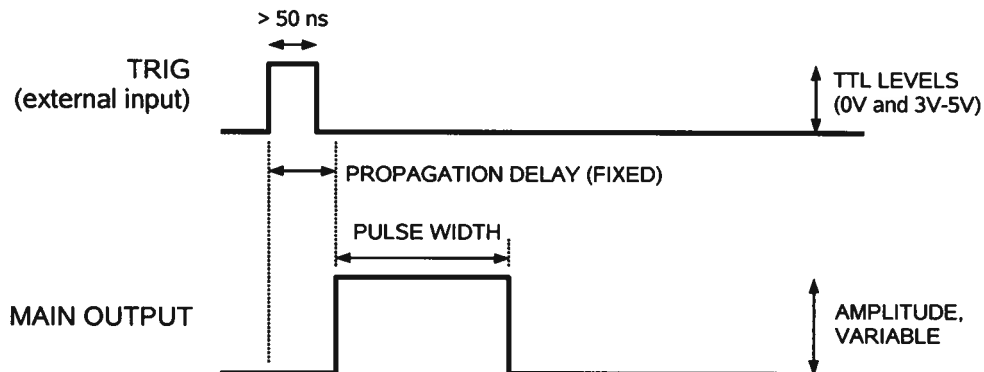 > 50 ns
TRIG
(external input)
TTL LEVELS
(0V and 3V-5V)
PROPAGATION DELAY (FIXED)
PULSE WIDTH
MAIN OUTPUT
AMPLITUDE,
VARIABLE